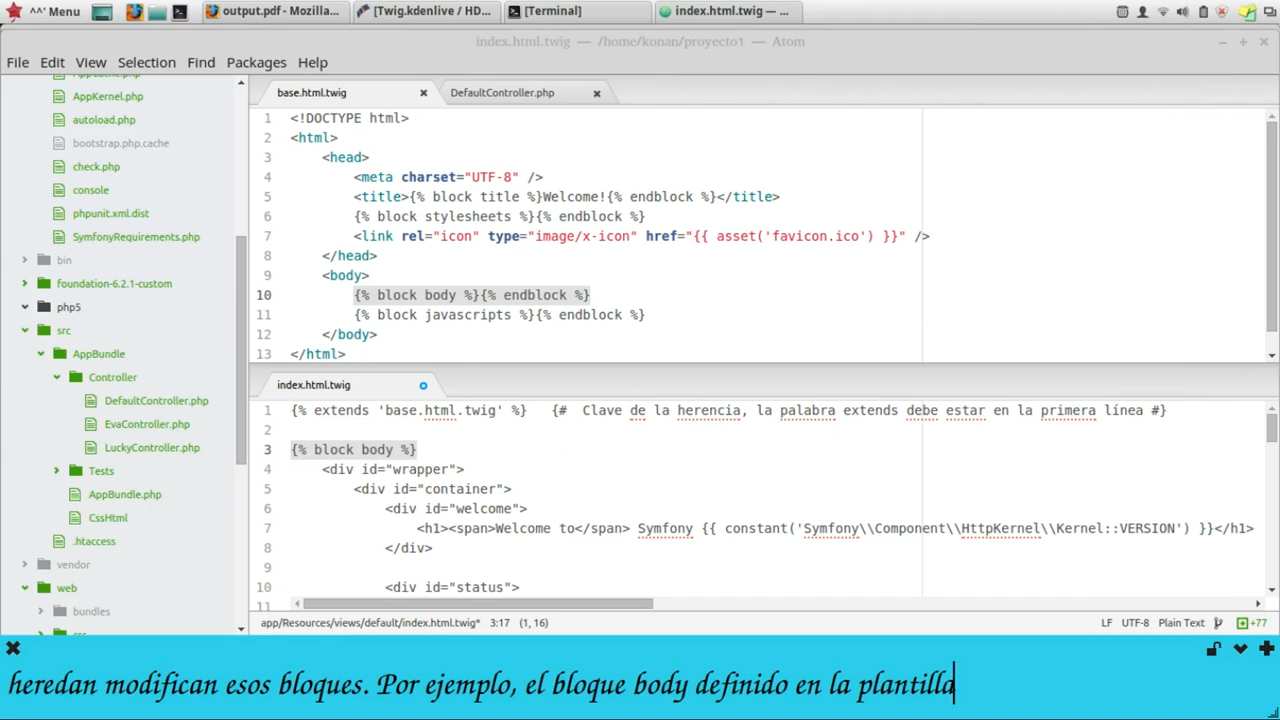 ^^' Menu
output.pdf - Mozilla...
[Twig.kdenlive / HD...
[Terminal]
index.html.twig — ...
index.html.twig — /home/konan/proyecto1 — Atom
File Edit View Selection Find Packages Help
AppKernel.php
autoload.php
bootstrap.php.cache
check.php
console
phpunit.xml.dist
SymfonyRequirements.php
bin
foundation-6.2.1-custom
php5
src
AppBundle
Controller
DefaultController.php
EvaController.php
LuckyController.php
Tests
AppBundle.php
CssHtml
.htaccess
vendor
web
bundles
base.html.twig
DefaultController.php
1 <!DOCTYPE html>
2 <html>
3 <head>
4 <meta charset="UTF-8" />
5 <title>{% block title %}Welcome!{% endblock %}</title>
6 {% block stylesheets %}{% endblock %}
7 <link rel="icon" type="image/x-icon" href="{{ asset('favicon.ico') }}" />
8 </head>
9 <body>
10 {% block body %}{% endblock %}
11 {% block javascripts %}{% endblock %}
12 </body>
13 </html>
index.html.twig
1 {% extends 'base.html.twig' %} {# Clave de la herencia, la palabra extends debe estar en la primera línea #}
2
3 {% block body %}
4 <div id="wrapper">
5 <div id="container">
6 <div id="welcome">
7 <h1><span>Welcome to</span> Symfony {{ constant('Symfony\\Component\\HttpKernel\\Kernel::VERSION') }}</h1>
8 </div>
9
10 <div id="status">
11
app/Resources/views/default/index.html.twig* 3:17 (1, 16)
LF UTF-8 Plain Text +77
heredan modifican esos bloques. Por ejemplo, el bloque body definido en la plantilla